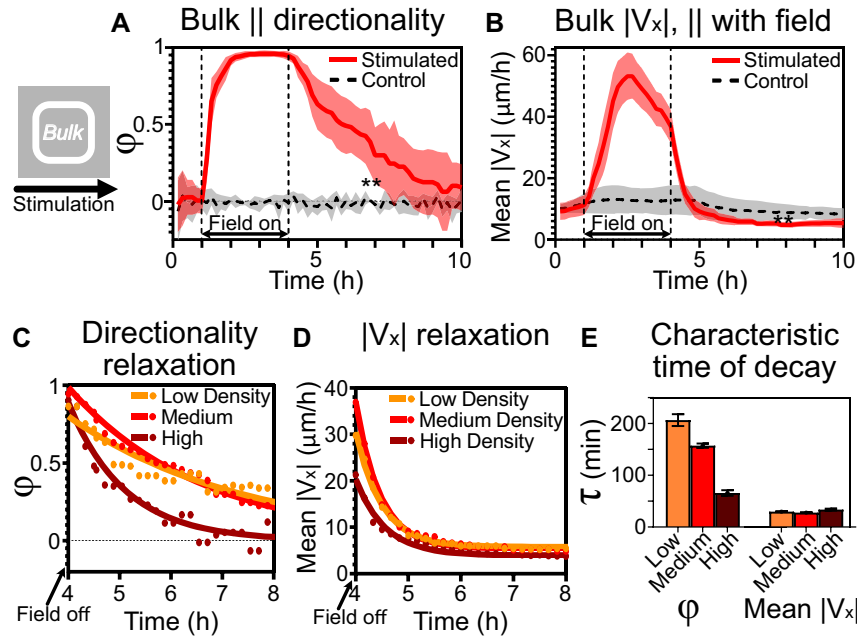 A
Bulk || directionality
B
Bulk |Vx|, || with field
Bulk
Stimulation
φ
1
0.5
0
Stimulated
Control
**
Field on
0
5
10
Time (h)
Mean |Vx| (μm/h)
60
40
20
0
Stimulated
Control
**
Field on
0
5
10
Time (h)
C
Directionality
relaxation
φ
1
0.5
0
Low Density
Medium
High
4
5
6
7
8
Field off
Time (h)
D
|Vx| relaxation
Mean |Vx| (μm/h)
40
30
20
10
0
Low Density
Medium Density
High Density
4
5
6
7
8
Field off
Time (h)
E
Characteristic
time of decay
τ (min)
200
100
0
Low
Medium
High
Low
Medium
High
φ
Mean |Vx|